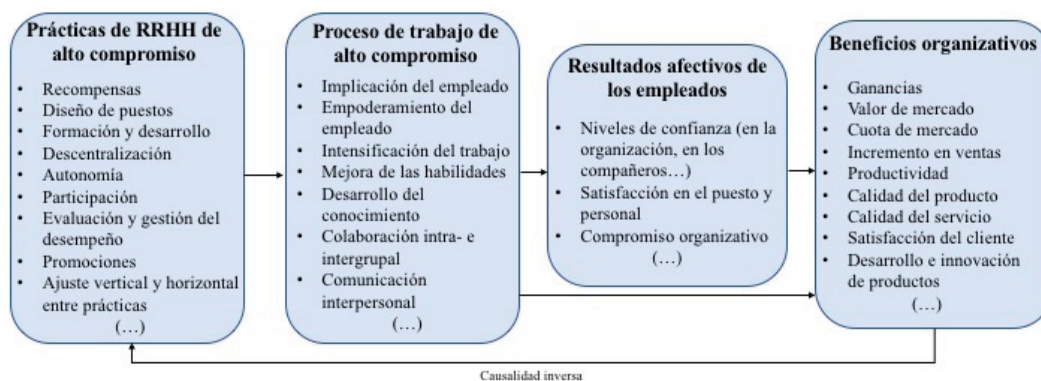 Prácticas de RRHH de
alto compromiso
• Recompensas
• Diseño de puestos
• Formación y desarrollo
• Descentralización
• Autonomía
• Participación
• Evaluación y gestión del
desempeño
• Promociones
• Ajuste vertical y horizontal
entre prácticas
(…)
Proceso de trabajo de
alto compromiso
• Implicación del empleado
• Empoderamiento del
empleado
• Intensificación del trabajo
• Mejora de las habilidades
• Desarrollo del
conocimiento
• Colaboración intra- e
intergrupal
• Comunicación
interpersonal
(…)
Resultados afectivos de
los empleados
• Niveles de confianza (en la
organización, en los
compañeros…)
• Satisfacción en el puesto y
personal
• Compromiso organizativo
(…)
Beneficios organizativos
• Ganancias
• Valor de mercado
• Cuota de mercado
• Incremento en ventas
• Productividad
• Calidad del producto
• Calidad del servicio
• Satisfacción del cliente
• Desarrollo e innovación
de productos
(…)
Causalidad inversa